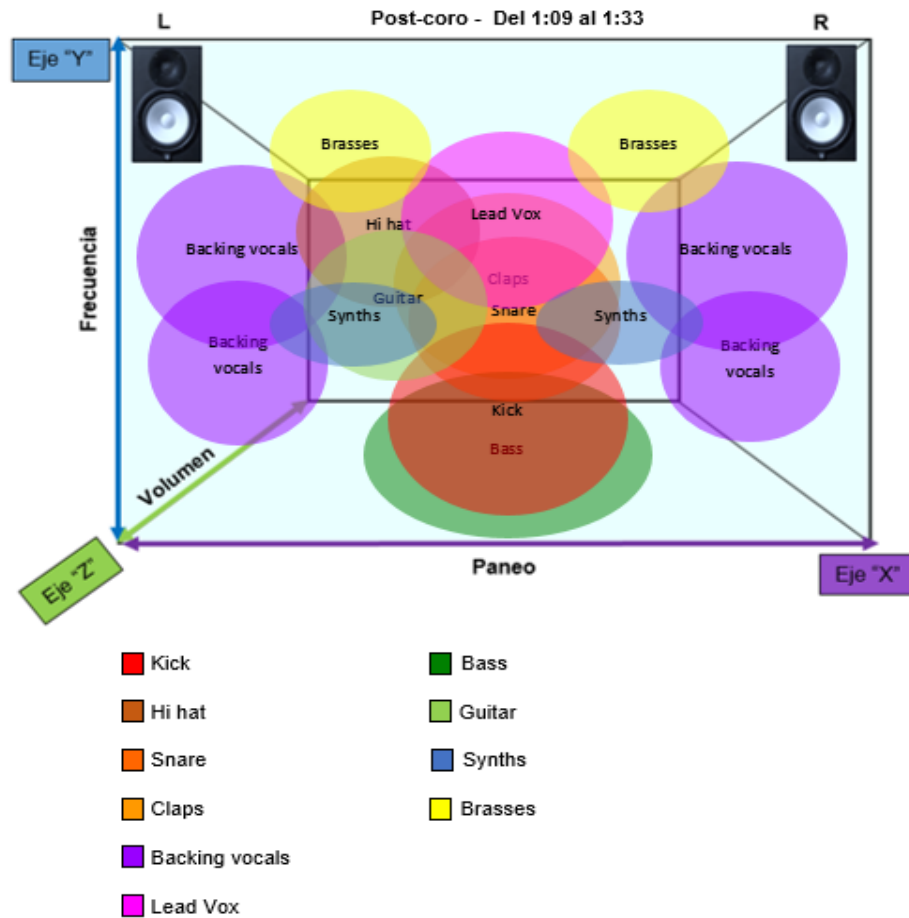 Post-coro - Del 1:09 al 1:33
L
R
Eje “Y”
Brasses
Brasses
Lead Vox
Hi hat
Backing vocals
Backing vocals
Claps
Guitar
Snare
Synths
Synths
Backing
vocals
Backing
vocals
Frecuencia
Kick
Bass
Volumen
Paneo
Eje “Z”
Eje “X”
Kick
Bass
Hi hat
Guitar
Snare
Synths
Claps
Brasses
Backing vocals
Lead Vox